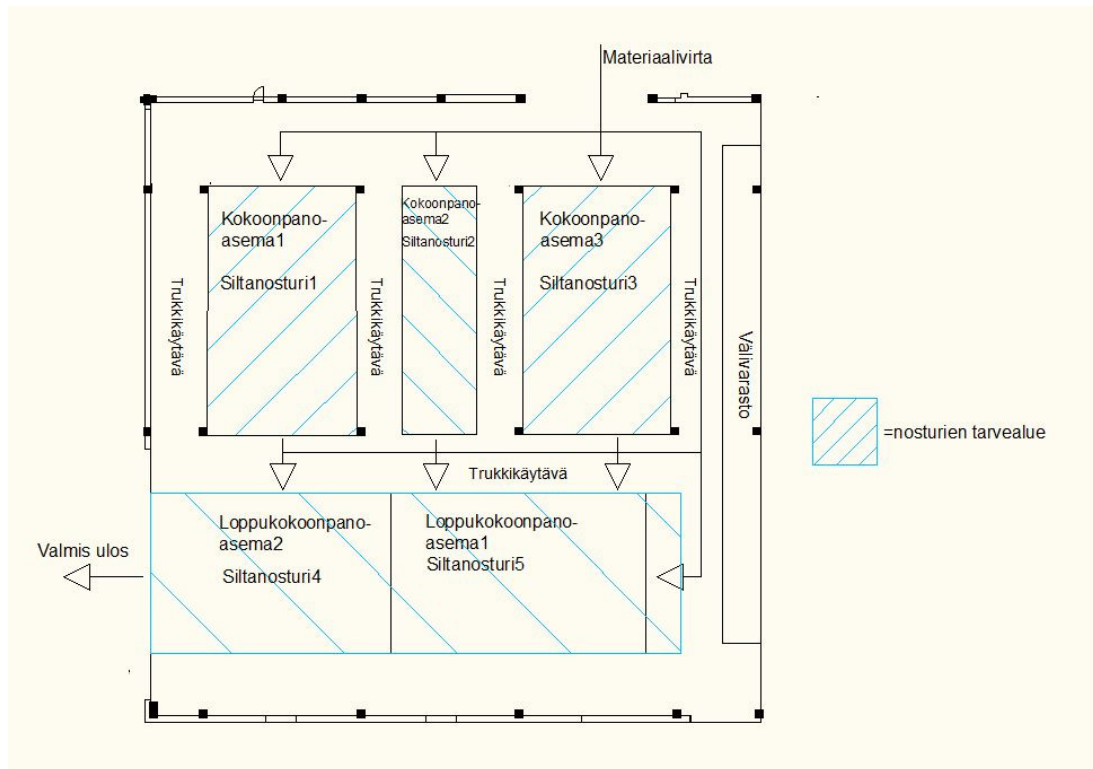 Materiaalivirta
Kokoonpano-
asema1
Siltanosturi1
Kokoonpano-
asema2
Siltanosturi2
Kokoonpano-
asema3
Siltanosturi3
Trukkikäytävä
Trukkikäytävä
Trukkikäytävä
Trukkikäytävä
Välivarasto
=nosturien tarvealue
Trukkikäytävä
Loppukokoonpano-
asema2
Siltanosturi4
Loppukokoonpano-
asema1
Siltanosturi5
Valmis ulos